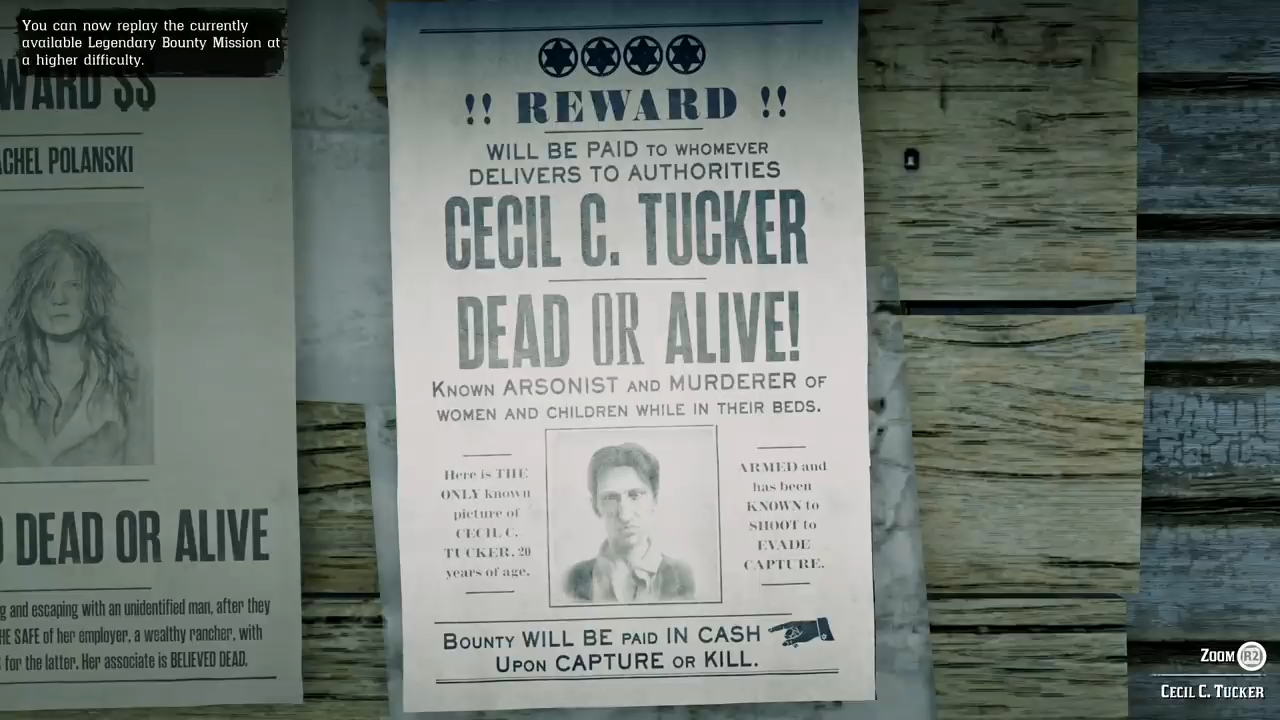 You can now replay the currently
available Legendary Bounty Mission at
a higher difficulty.
WARD $$
ACHEL POLANSKI
DEAD OR ALIVE
g and escaping with an unidentified man, after they
HE SAFE of her employer, a wealthy rancher, with
for the latter. Her associate is BELIEVED DEAD.
!! REWARD !!
WILL BE PAID TO WHOMEVER
DELIVERS TO AUTHORITIES
CECIL C. TUCKER
DEAD OR ALIVE!
KNOWN ARSONIST AND MURDERER OF
WOMEN AND CHILDREN WHILE IN THEIR BEDS.
Here is THE
ONLY known
picture of
CECIL C.
TUCKER, 20
years of age.
ARMED and
has been
KNOWN to
SHOOT to
EVADE
CAPTURE.
BOUNTY WILL BE PAID IN CASH
UPON CAPTURE OR KILL.
ZOOM R2
CECIL C. TUCKER